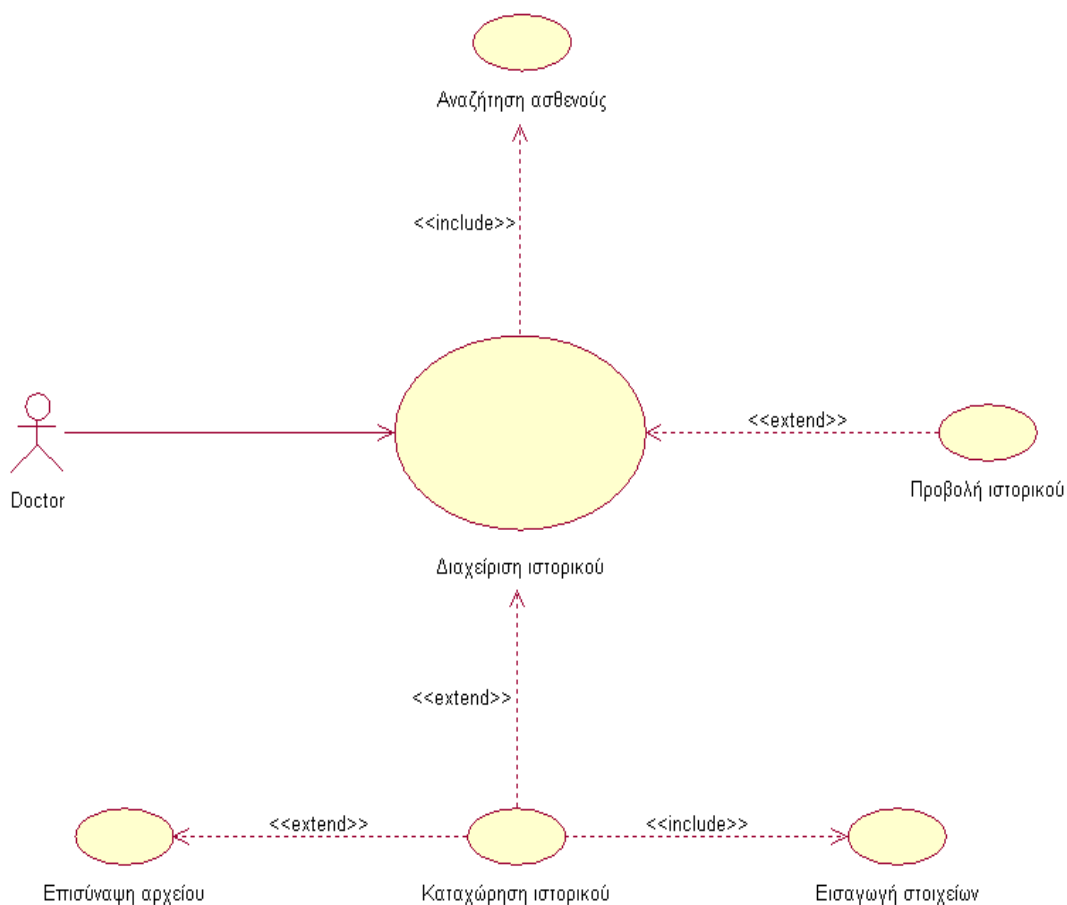 Αναζήτηση ασθενούς
<<include>>
<<extend>>
Doctor
Προβολή ιστορικού
Διαχείριση ιστορικού
<<extend>>
<<extend>>
<<include>>
Επισύναψη αρχείου
Καταχώρηση ιστορικού
Εισαγωγή στοιχείων